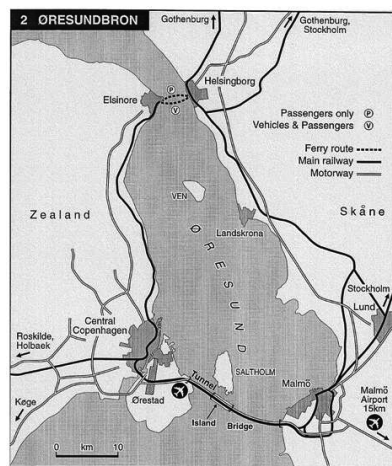 2 ØRESUNDBRON
Gothenburg
Gothenburg,
Stockholm
Elsinore
P
V
Helsingborg
Passengers only P
Vehicles & Passengers V
Ferry route
Main railway
Motorway
VEN
Zealand
Skåne
Landskrona
ØRESUND
Stockholm
Lund
Roskilde,
Holbaek
Central
Copenhagen
SALTHOLM
Malmö
Tunnel
Malmö
Airport
15km
Køge
Ørestad
Island
Bridge
0 km 10